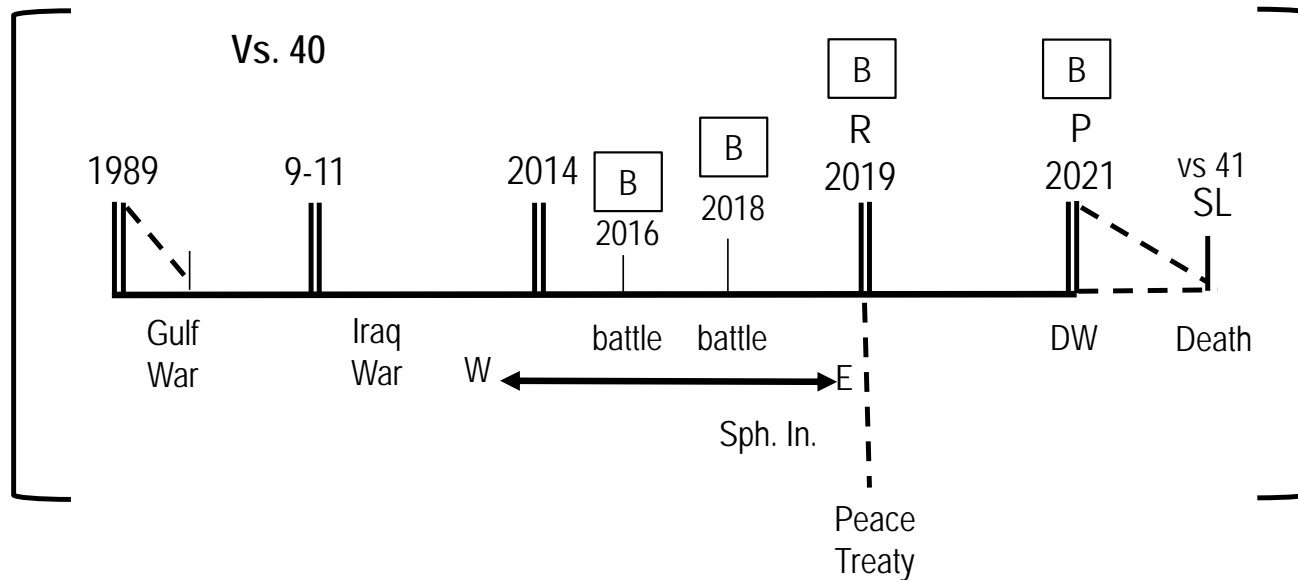 Vs. 40
B
B
R
P
B
B
1989
9-11
2014
2018
2016
2019
2021
vs 41
SL
Gulf
War
Iraq
War
battle
battle
DW
Death
W
E
Sph. In.
Peace
Treaty